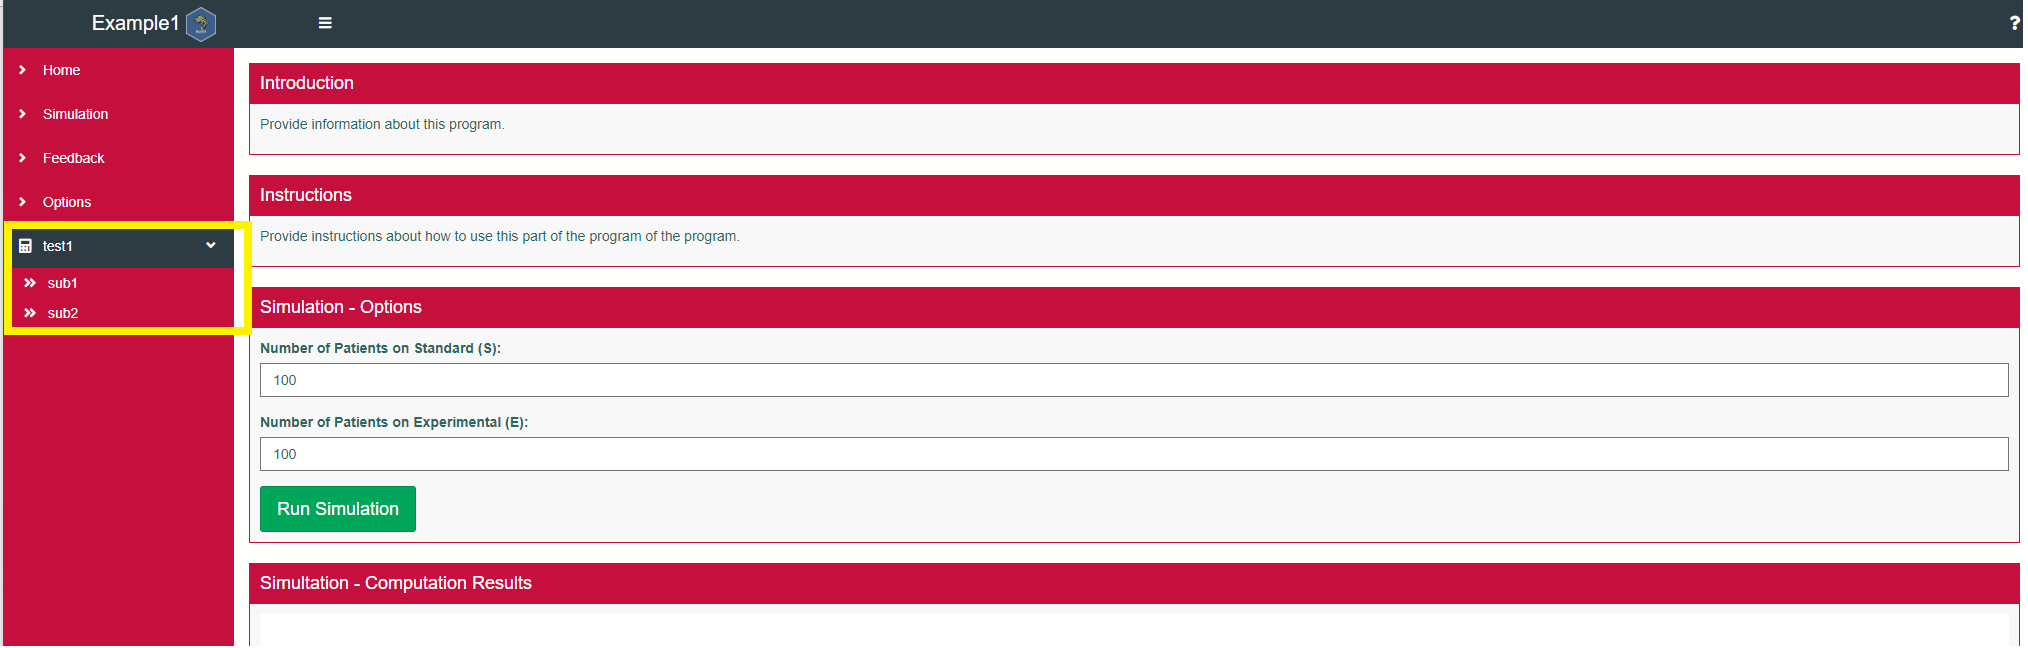 Example1
?
Home
Simulation
Feedback
Options
test1
sub1
sub2
Introduction
Provide information about this program.
Instructions
Provide instructions about how to use this part of the program of the program.
Simulation - Options
Number of Patients on Standard (S):
100
Number of Patients on Experimental (E):
100
Run Simulation
Simultation - Computation Results